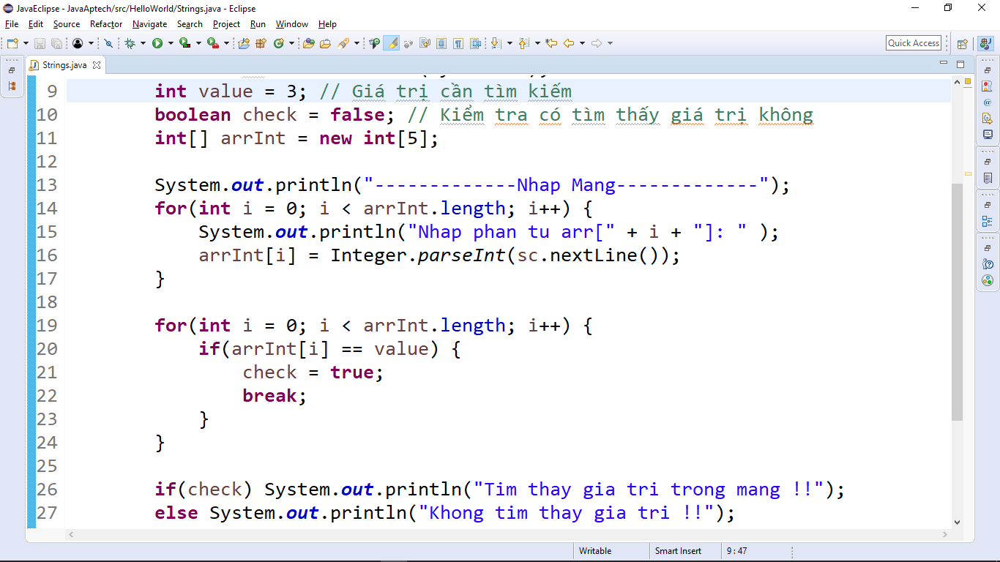 JavaEclipse - JavaAptech/src/HelloWorld/Strings.java - Eclipse
File Edit Source Refactor Navigate Search Project Run Window Help
Quick Access
Strings.java
9 int value = 3; // Giá trị cần tìm kiếm
10 boolean check = false; // Kiểm tra có tìm thấy giá trị không
11 int[] arrInt = new int[5];
12
13 System.out.println("-------------Nhap Mang-------------");
14 for(int i = 0; i < arrInt.length; i++) {
15 System.out.println("Nhap phan tu arr[" + i + "]: " );
16 arrInt[i] = Integer.parseInt(sc.nextLine());
17 }
18
19 for(int i = 0; i < arrInt.length; i++) {
20 if(arrInt[i] == value) {
21 check = true;
22 break;
23 }
24 }
25
26 if(check) System.out.println("Tim thay gia tri trong mang !!");
27 else System.out.println("Khong tim thay gia tri !!");
Writable Smart Insert 9 : 47